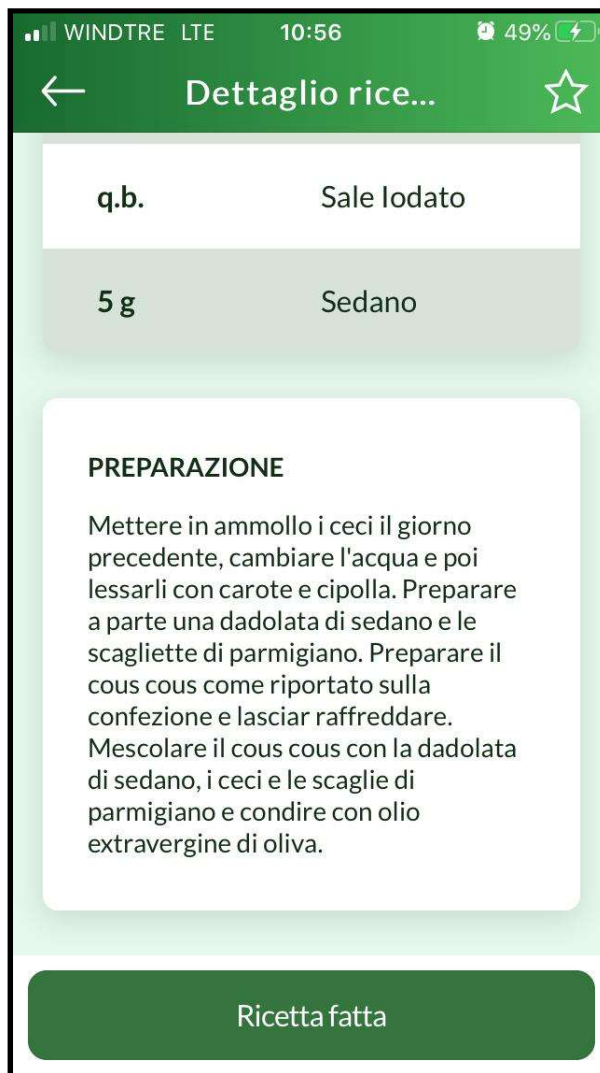 WINDTRE LTE 10:56 49%
Dettaglio rice...
q.b. Sale Iodato
5 g Sedano
PREPARAZIONE
Mettere in ammollo i ceci il giorno
precedente, cambiare l'acqua e poi
lessarli con carote e cipolla. Preparare
a parte una dadolata di sedano e le
scagliette di parmigiano. Preparare il
cous cous come riportato sulla
confezione e lasciar raffreddare.
Mescolare il cous cous con la dadolata
di sedano, i ceci e le scaglie di
parmigiano e condire con olio
extravergine di oliva.
Ricetta fatta